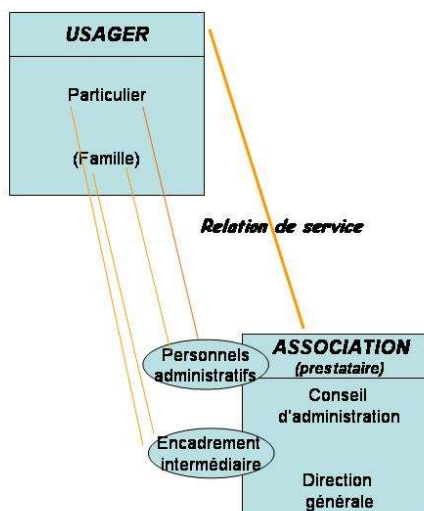 USAGER
Particulier
(Famille)
Relation de service
Personnels
administratifs
Encadrement
intermédiaire
ASSOCIATION
(prestataire)
Conseil
d'administration
Direction
générale